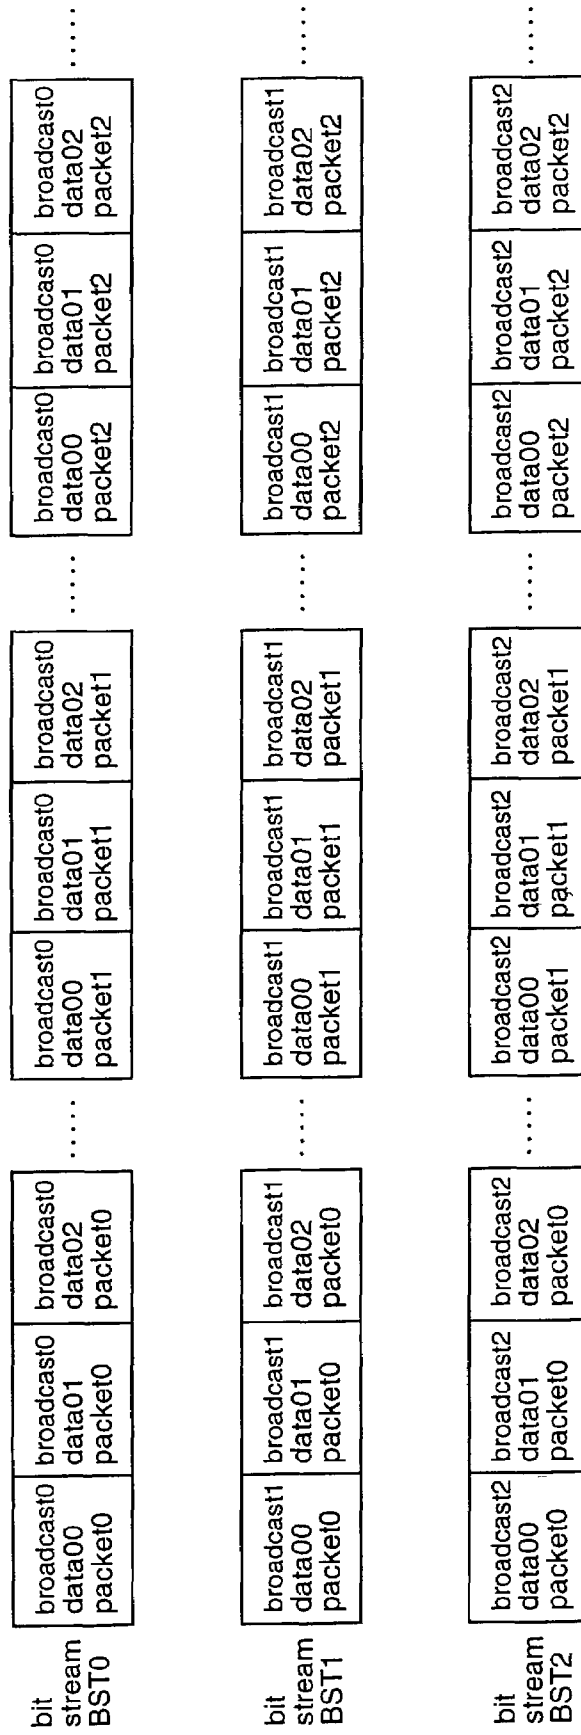 bit
stream
BST0
broadcast0
data00
packet0
broadcast0
data01
packet0
broadcast0
data02
packet0
.....
broadcast0
data00
packet1
broadcast0
data01
packet1
broadcast0
data02
packet1
.....
broadcast0
data00
packet2
broadcast0
data01
packet2
broadcast0
data02
packet2
.....
bit
stream
BST1
broadcast1
data00
packet0
broadcast1
data01
packet0
broadcast1
data02
packet0
.....
broadcast1
data00
packet1
broadcast1
data01
packet1
broadcast1
data02
packet1
.....
broadcast1
data00
packet2
broadcast1
data01
packet2
broadcast1
data02
packet2
.....
bit
stream
BST2
broadcast2
data00
packet0
broadcast2
data01
packet0
broadcast2
data02
packet0
.....
broadcast2
data00
packet1
broadcast2
data01
packet1
broadcast2
data02
packet1
.....
broadcast2
data00
packet2
broadcast2
data01
packet2
broadcast2
data02
packet2
.....